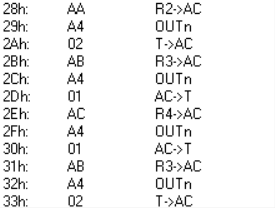 28h: AA R2->AC
29h: A4 OUTn
2Ah: 02 T->AC
2Bh: AB R3->AC
2Ch: A4 OUTn
2Dh: 01 AC->T
2Eh: AC R4->AC
2Fh: A4 OUTn
30h: 01 AC->T
31h: AB R3->AC
32h: A4 OUTn
33h: 02 T->AC